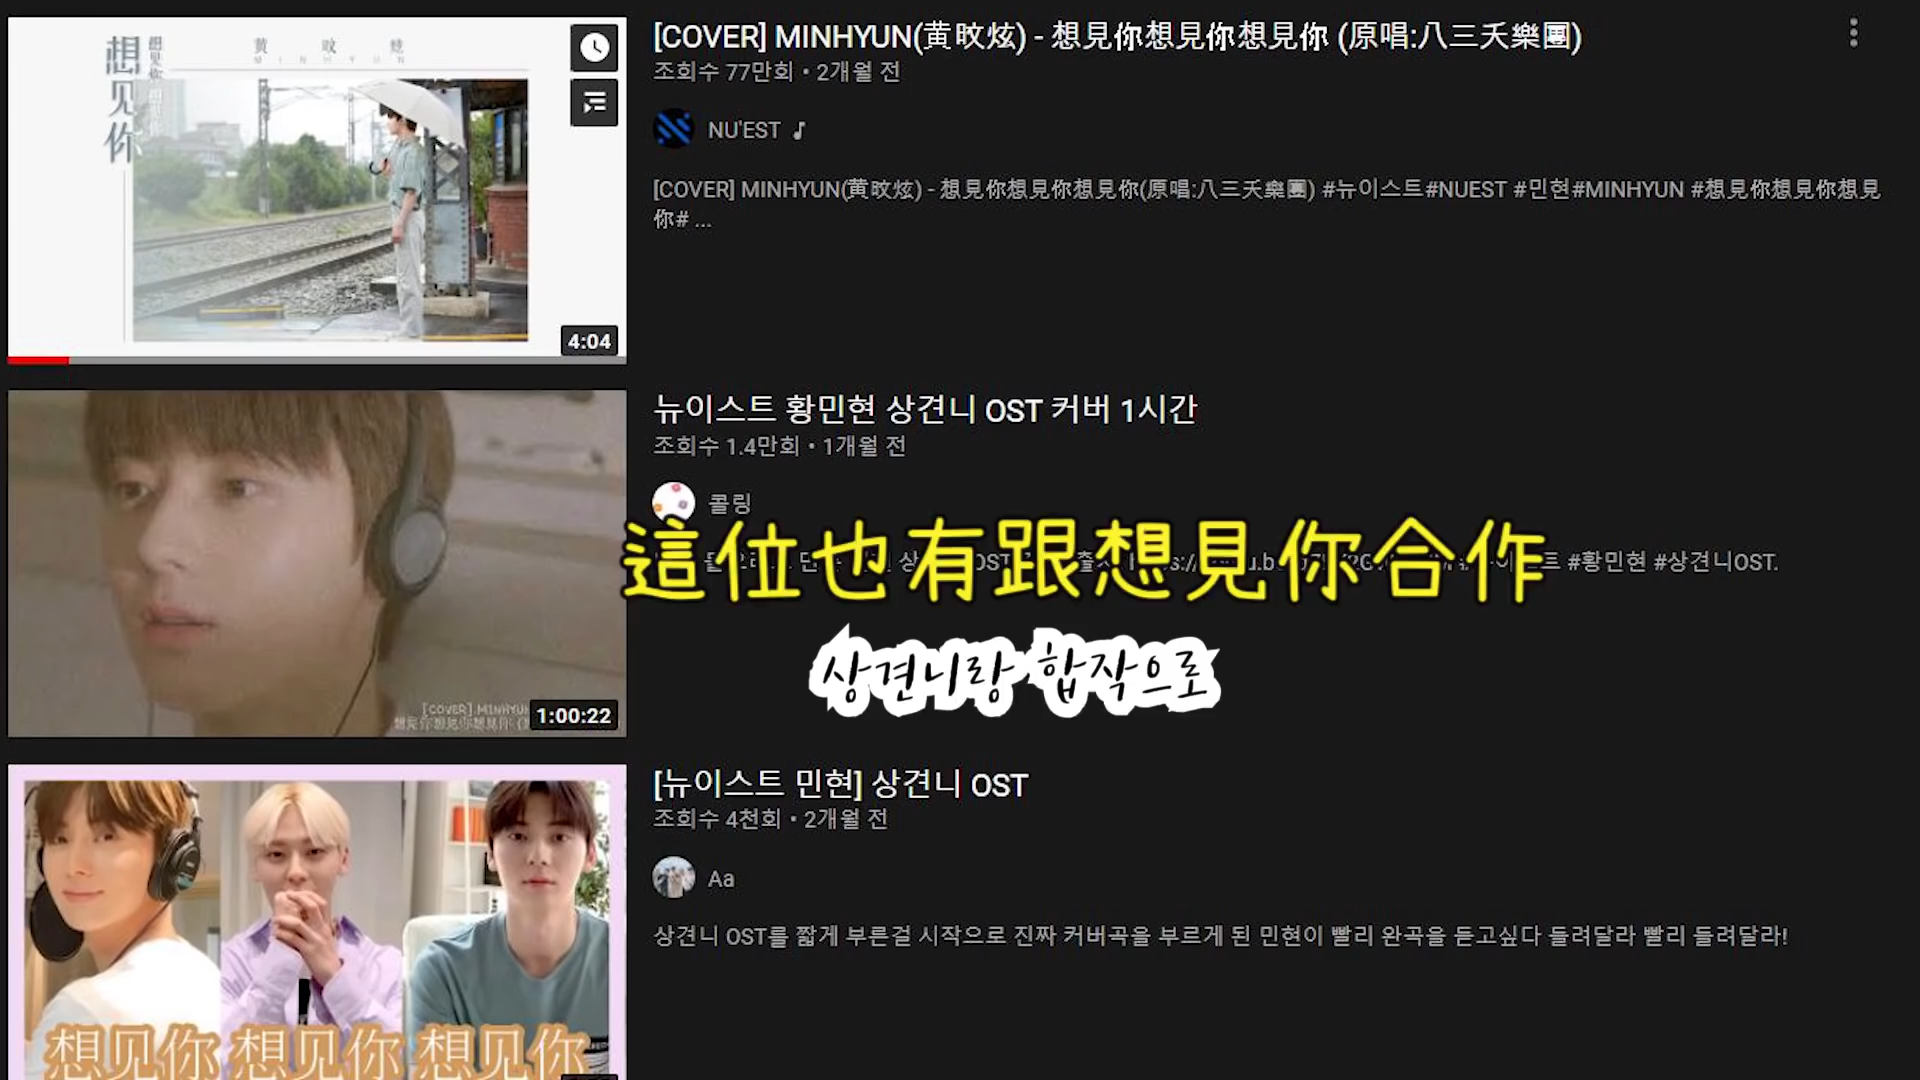 想见你
想見你想見你
黄 旼 炫
4:04
[COVER] MINHYUN(黄旼炫) - 想見你想見你想見你 (原唱:八三夭樂團)
조회수 77만회 • 2개월 전
NU'EST
[COVER] MINHYUN(黄旼炫) - 想見你想見你想見你(原唱:八三夭樂團) #뉴이스트#NUEST #민현#MINHYUN #想見你想見你想見
你# ...
[COVER] MINHYUN
1:00:22
뉴이스트 황민현 상견니 OST 커버 1시간
조회수 1.4만회 • 1개월 전
콜링
#황민현 #상견니OST.
這位也有跟想見你合作
상견니랑 합작으로
想见你 想见你 想见你
[뉴이스트 민현] 상견니 OST
조회수 4천회 • 2개월 전
Aa
상견니 OST를 짧게 부른걸 시작으로 진짜 커버곡을 부르게 된 민현이 빨리 완곡을 듣고싶다 들려달라 빨리 들려달라!